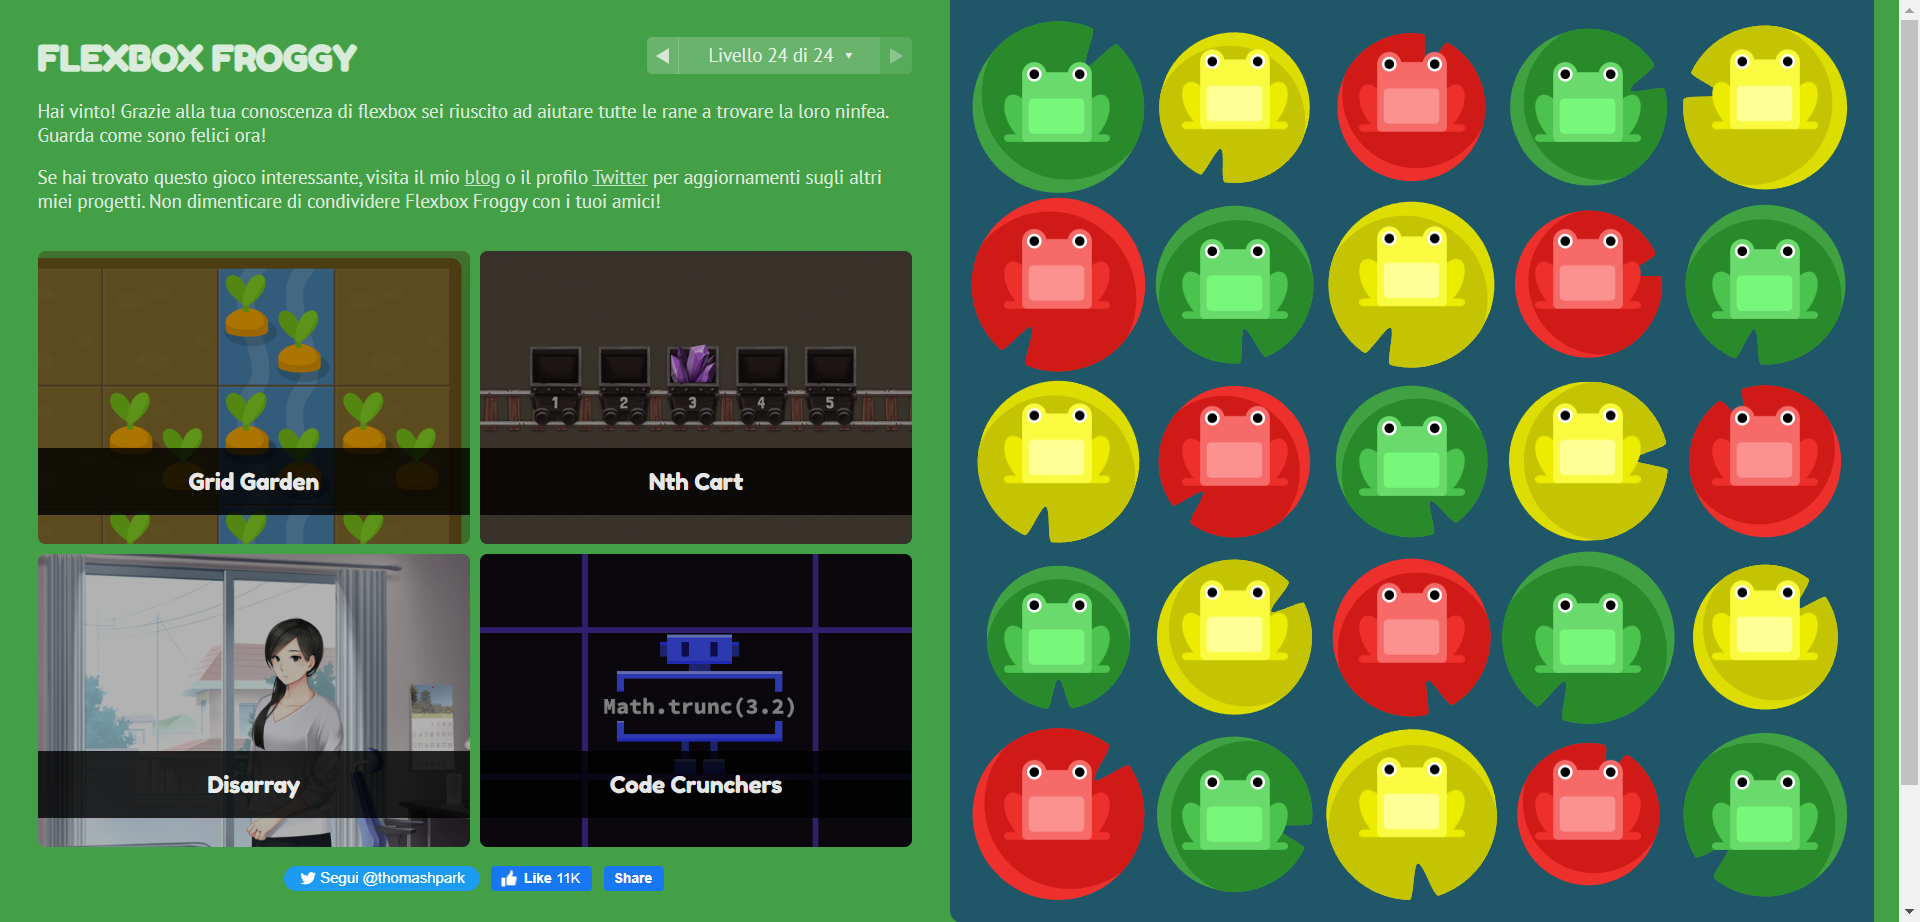 FLEXBOX FROGGY
Livello 24 di 24
Hai vinto! Grazie alla tua conoscenza di flexbox sei riuscito ad aiutare tutte le rane a trovare la loro ninfea.
Guarda come sono felici ora!
Se hai trovato questo gioco interessante, visita il mio blog o il profilo Twitter per aggiornamenti sugli altri
miei progetti. Non dimenticare di condividere Flexbox Froggy con i tuoi amici!
Grid Garden
1 2 3 4 5
Nth Cart
Disarray
Math.trunc(3.2)
Code Crunchers
Segui @thomashpark
Like 11K
Share